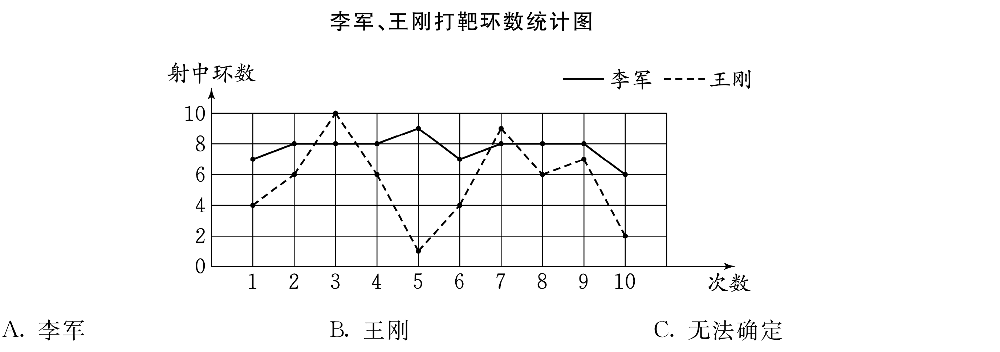 李军、王刚打靶环数统计图
射中环数
李军 王刚
10
8
6
4
2
0
1 2 3 4 5 6 7 8 9 10
次数
A. 李军 B. 王刚 C. 无法确定